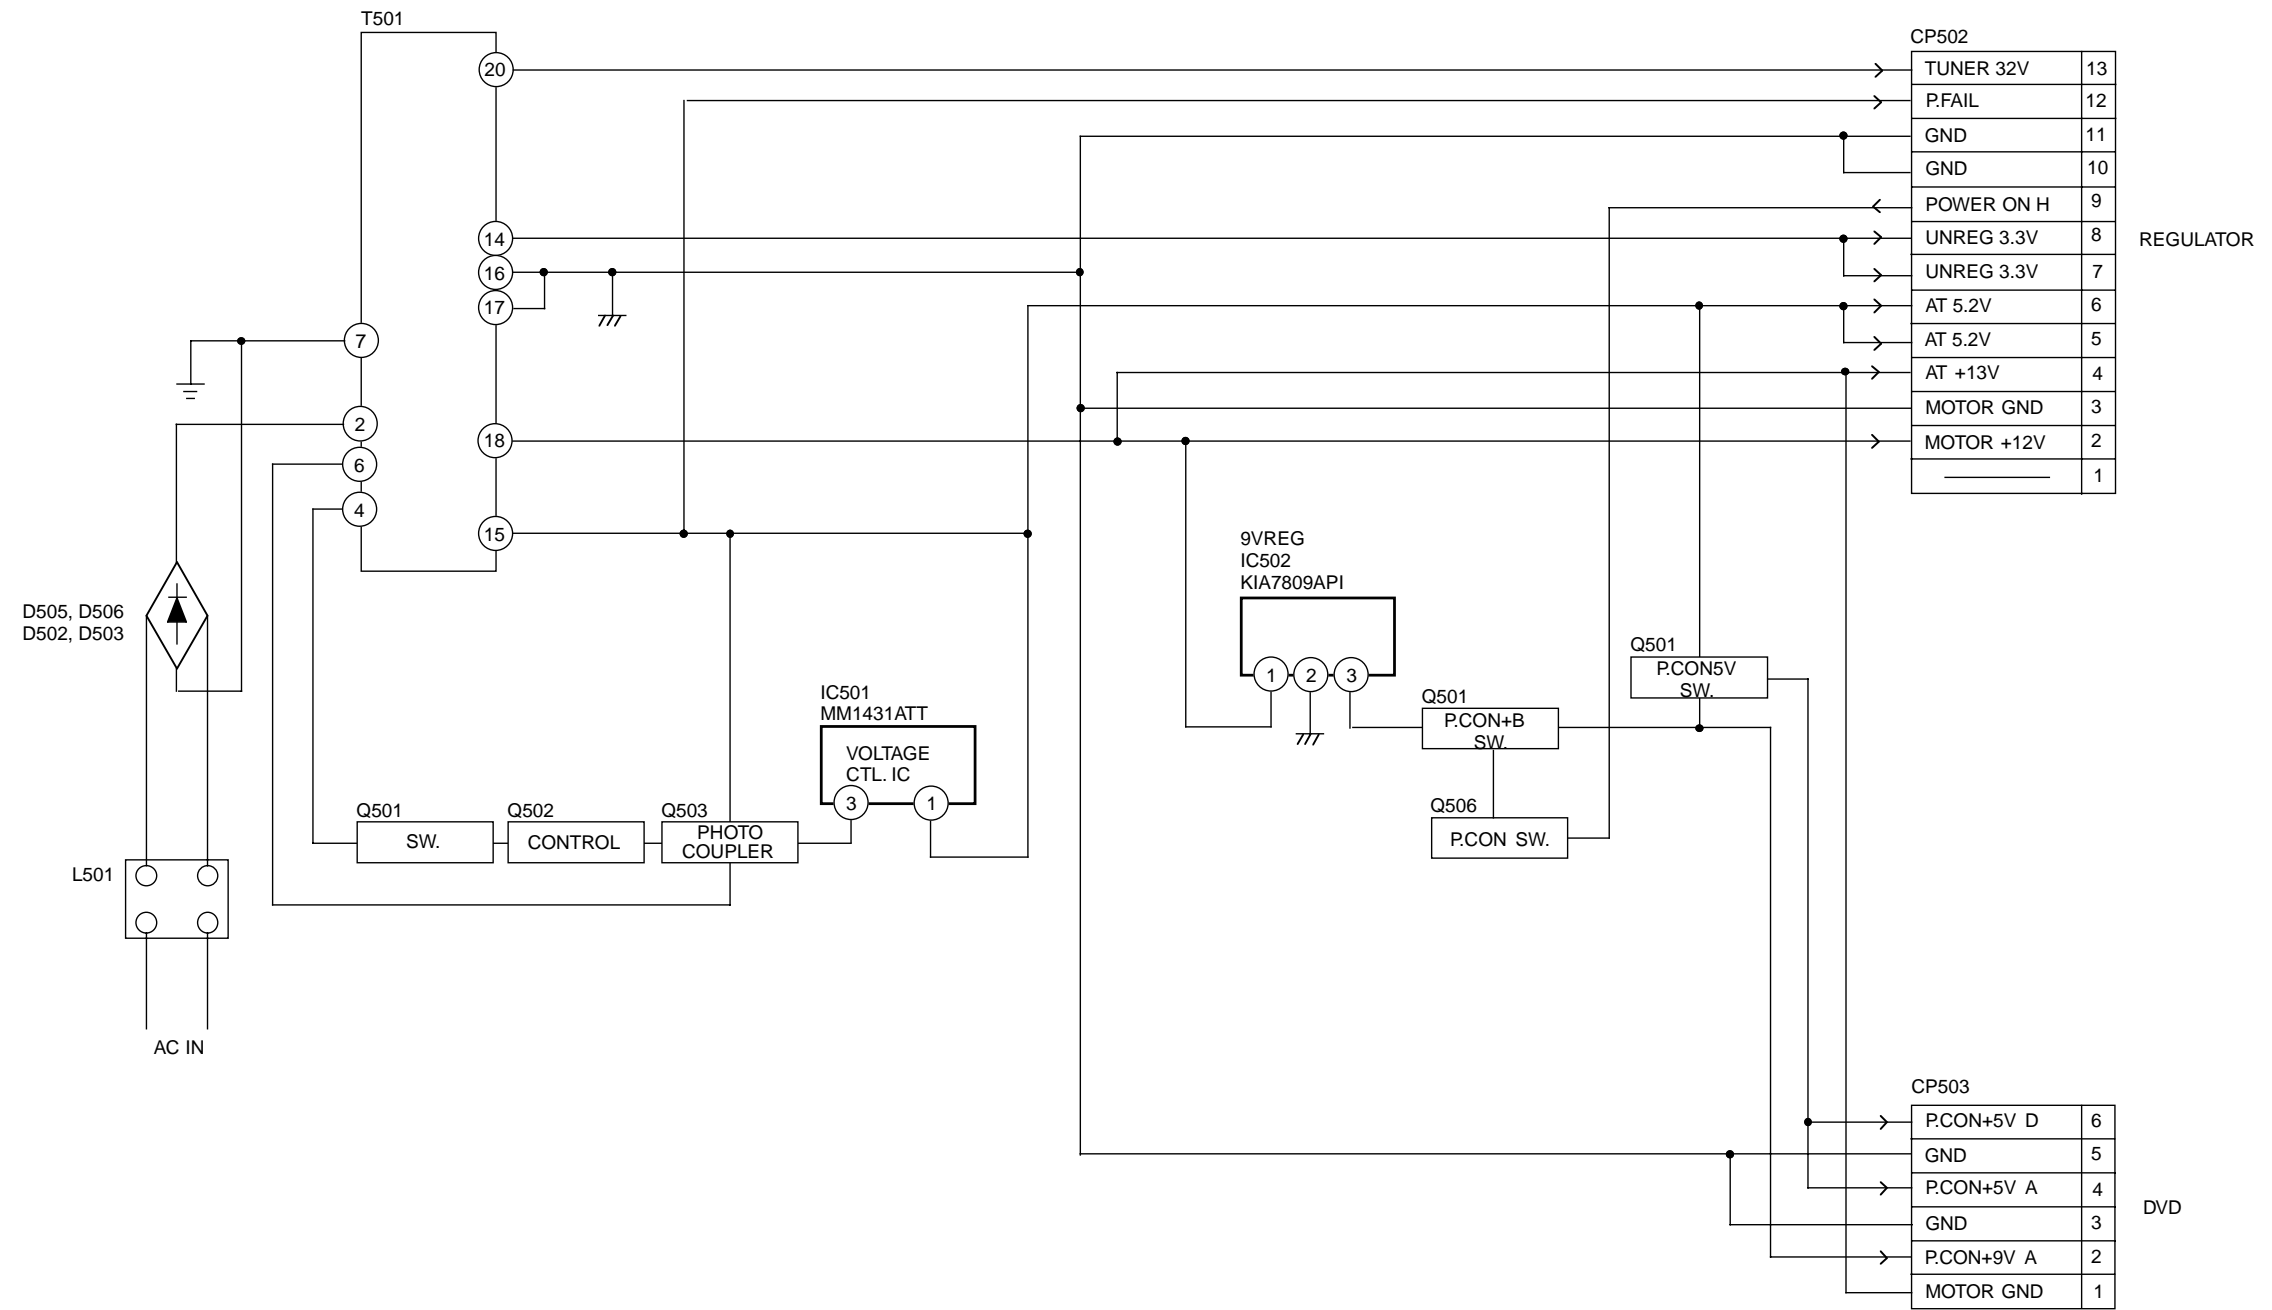 T501
20
14
16
17
18
15
7
2
6
4
D505, D506
D502, D503
L501
AC IN
Q501
SW.
Q502
CONTROL
Q503
PHOTO
COUPLER
IC501
MM1431ATT
VOLTAGE
CTL. IC
3
1
9VREG
IC502
KIA7809API
1
2
3
Q501
P.CON+B
SW.
Q506
P.CON SW.
Q501
P.CON5V
SW.
CP502
TUNER 32V 13
P.FAIL 12
GND 11
GND 10
POWER ON H 9
UNREG 3.3V 8
UNREG 3.3V 7
AT 5.2V 6
AT 5.2V 5
AT +13V 4
MOTOR GND 3
MOTOR +12V 2
1
REGULATOR
CP503
P.CON+5V D 6
GND 5
P.CON+5V A 4
GND 3
P.CON+9V A 2
MOTOR GND 1
DVD